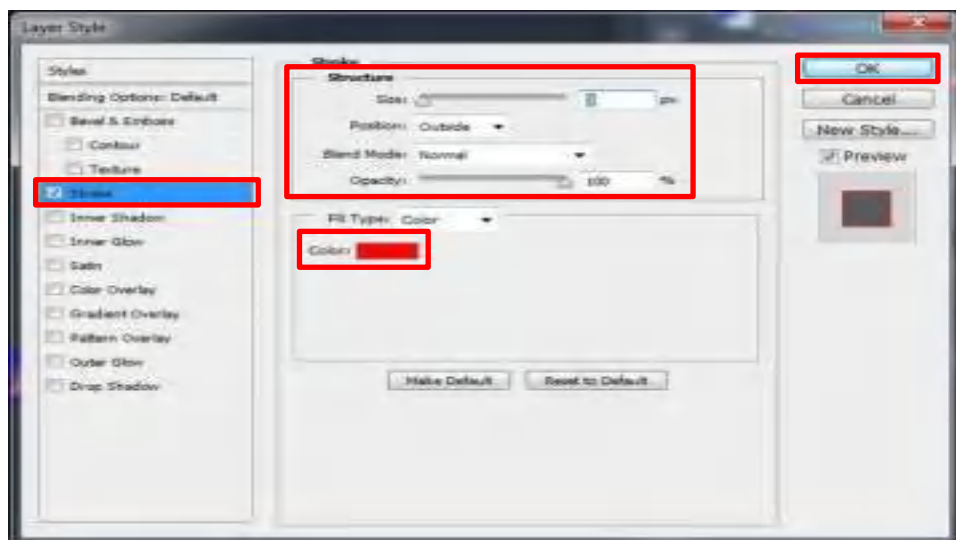 Layer Style
Styles
Blending Options: Default
Bevel & Emboss
Contour
Texture
Stroke
Inner Shadow
Inner Glow
Satin
Color Overlay
Gradient Overlay
Pattern Overlay
Outer Glow
Drop Shadow
Stroke
Structure
Size: px
Position: Outside
Blend Mode: Normal
Opacity: 100 %
Fill Type: Color
Color:
Make Default Reset to Default
OK
Cancel
New Style...
Preview